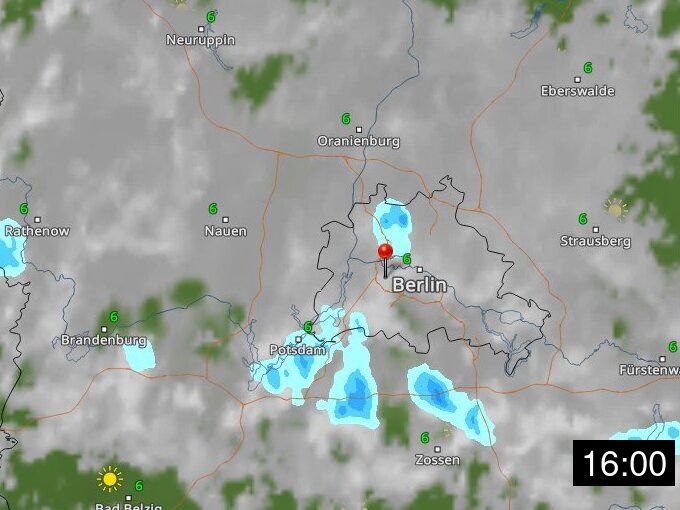 6
Neuruppin
6
Eberswalde
6
Oranienburg
6
Rathenow
6
Nauen
6
Strausberg
6
Berlin
6
Brandenburg
6
Potsdam
6
Fürstenwa
6
Zossen
16:00
6
Bad Belzig